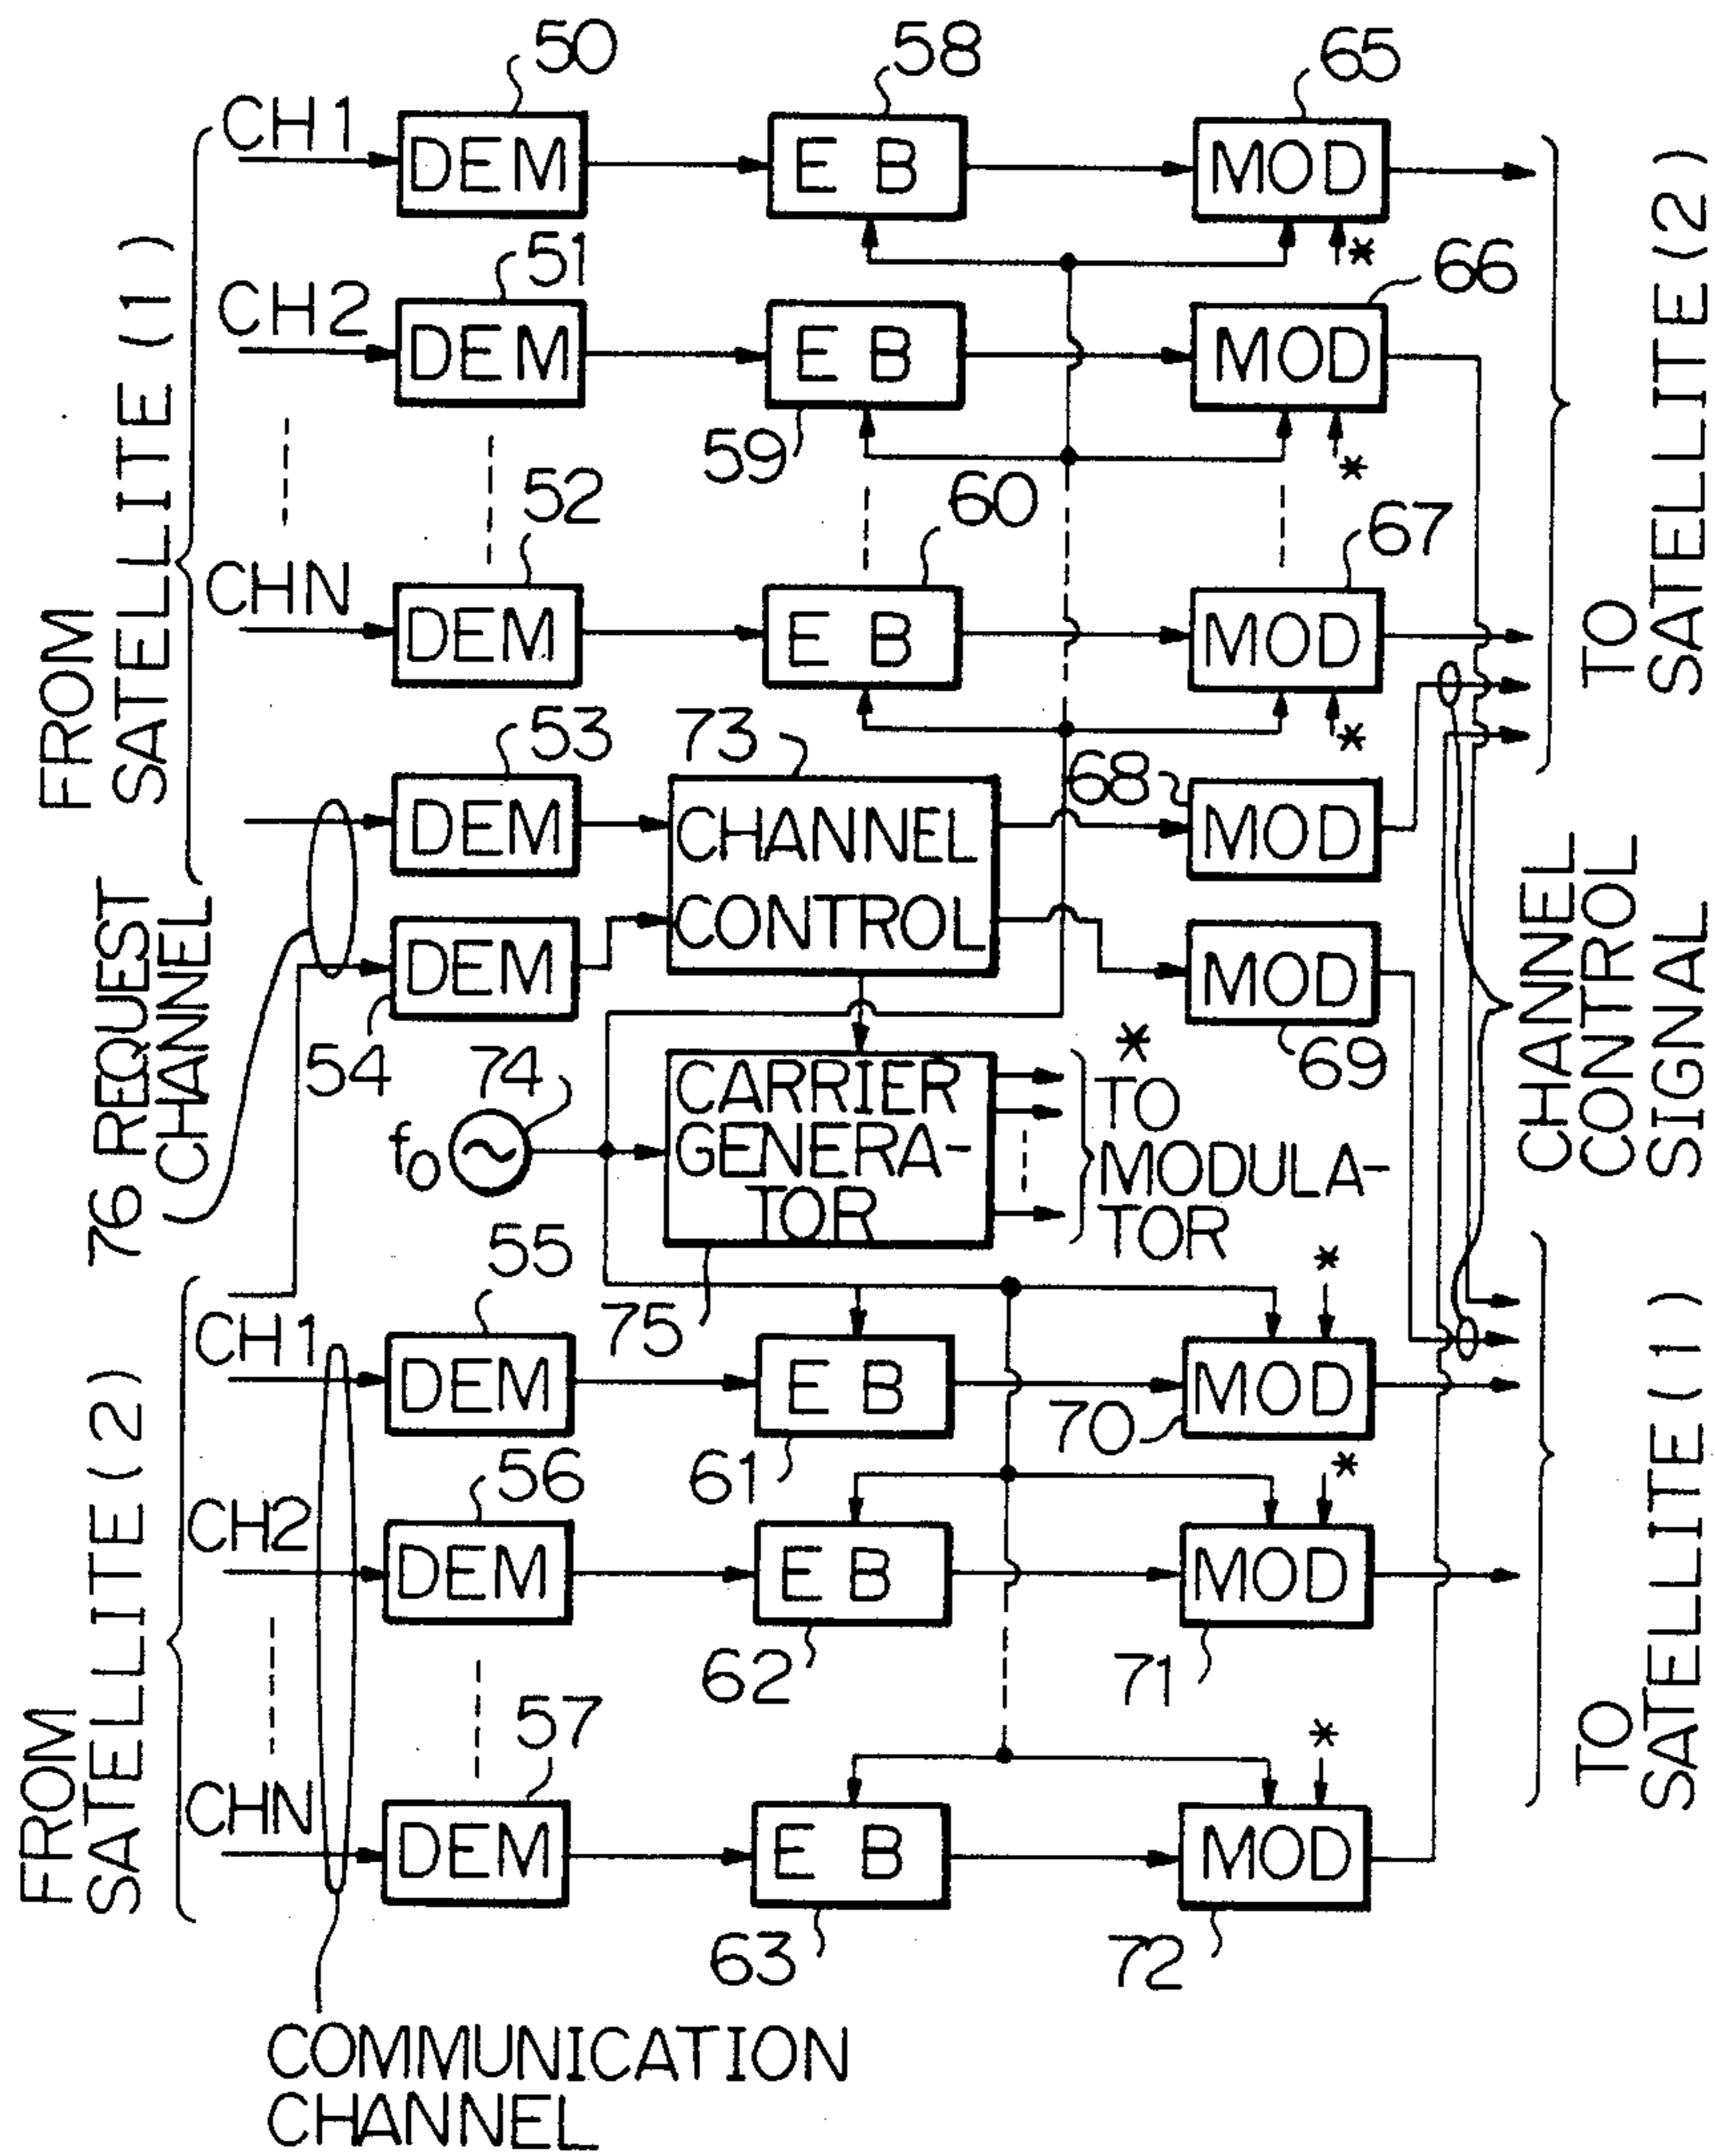 50
58
65
CH1
DEM
E B
MOD
*
51
66
CH2
DEM
E B
MOD
*
59
52
60
67
CHN
DEM
E B
MOD
*
FROM
SATELLITE (1)
TO
SATELLITE (2)
53
73
68
DEM
CHANNEL
CONTROL
MOD
DEM
MOD
54
69
76 REQUEST
CHANNEL
CHANNEL
CONTROL
SIGNAL
74
fo
CARRIER
GENERA-
TOR
75
*
TO
MODULA-
TOR
55
CH1
DEM
E B
MOD
*
61
70
56
CH2
DEM
E B
MOD
*
62
71
57
CHN
DEM
E B
MOD
*
63
72
FROM
SATELLITE (2)
TO
SATELLITE (1)
COMMUNICATION
CHANNEL